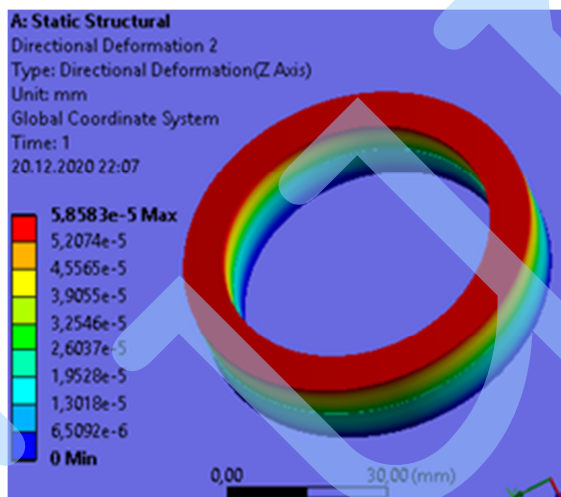 A: Static Structural
Directional Deformation 2
Type: Directional Deformation(Z Axis)
Unit: mm
Global Coordinate System
Time: 1
20.12.2020 22:07
5,8583e-5 Max
5,2074e-5
4,5565e-5
3,9055e-5
3,2546e-5
2,6037e-5
1,9528e-5
1,3018e-5
6,5092e-6
0 Min
0,00 30,00 (mm)